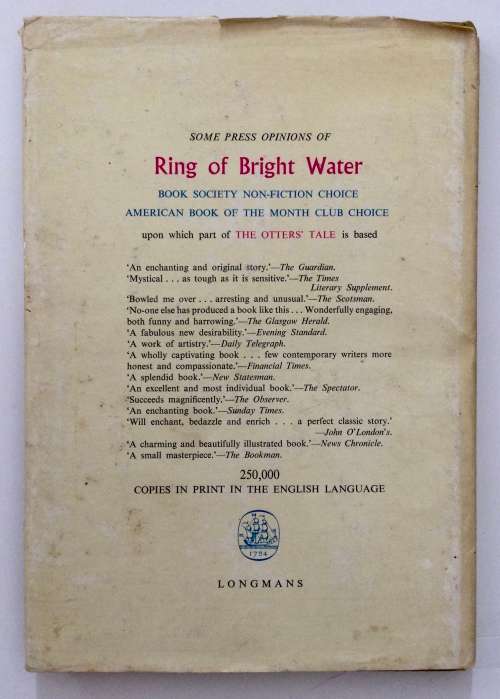 SOME PRESS OPINIONS OF
Ring of Bright Water
BOOK SOCIETY NON-FICTION CHOICE
AMERICAN BOOK OF THE MONTH CLUB CHOICE
upon which part of THE OTTERS' TALE is based
'An enchanting and original story.'—The Guardian.
'Mystical . . . as tough as it is sensitive.'—The Times
Literary Supplement.
'Bowled me over . . . arresting and unusual.'—The Scotsman.
'No-one else has produced a book like this . . . Wonderfully engaging,
both funny and harrowing.'—The Glasgow Herald.
'A fabulous new desirability.'—Evening Standard.
'A work of artistry.'—Daily Telegraph.
'A wholly captivating book . . . few contemporary writers more
honest and compassionate.'—Financial Times.
'A splendid book.'—New Statesman.
'An excellent and most individual book.'—The Spectator.
'Succeeds magnificently.'—The Observer.
'An enchanting book.'—Sunday Times.
'Will enchant, bedazzle and enrich . . . a perfect classic story.'
—John O'London's.
'A charming and beautifully illustrated book.'—News Chronicle.
'A small masterpiece.'—The Bookman.
250,000
COPIES IN PRINT IN THE ENGLISH LANGUAGE
1724
LONGMANS